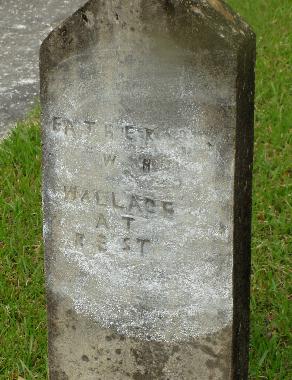 FATHER
W H
WALLACE
AT
REST